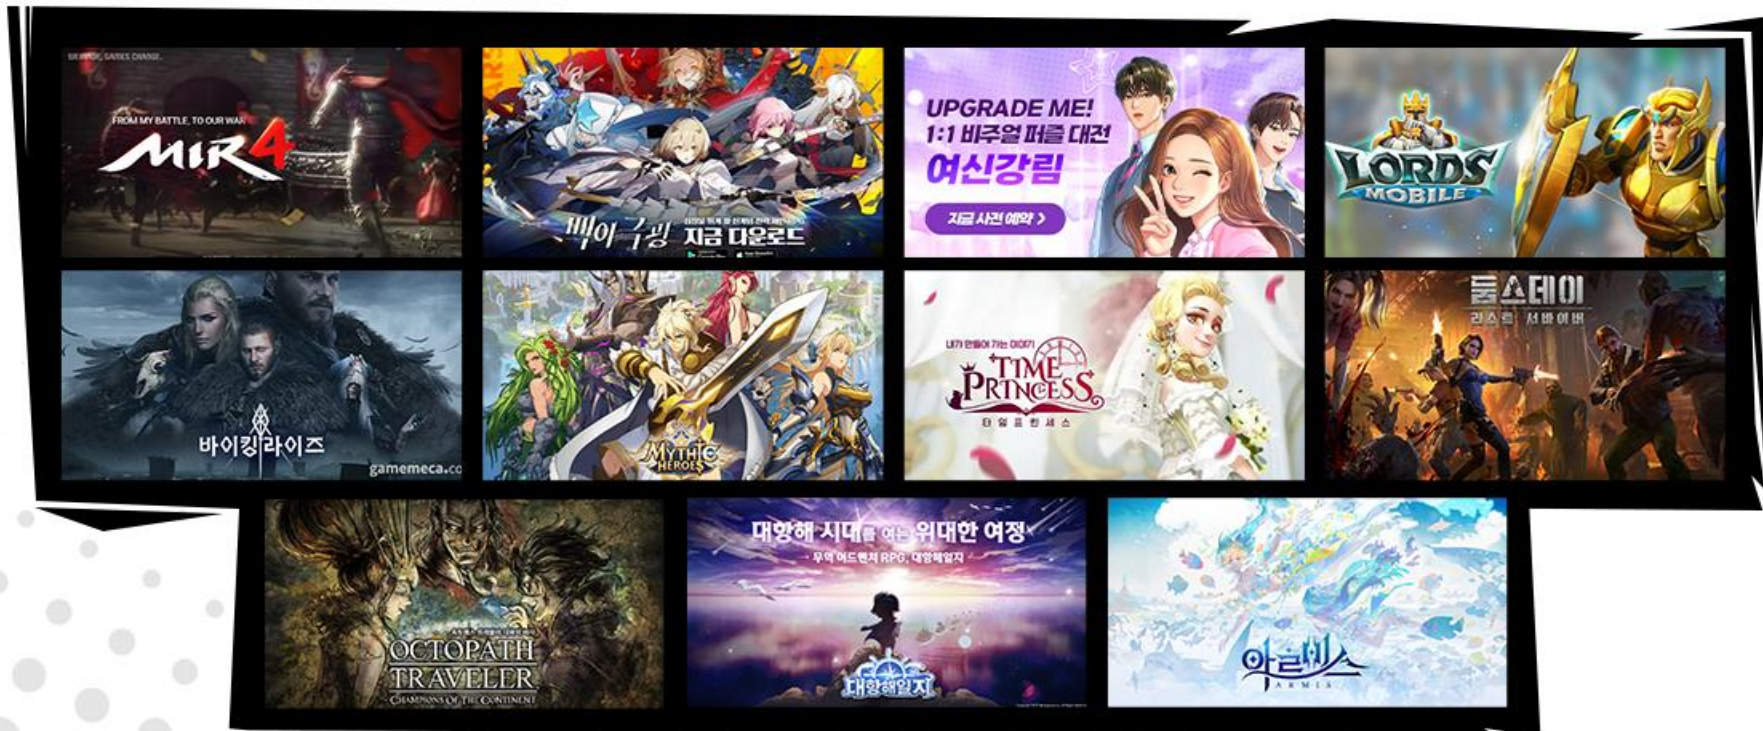 FROM MY BATTLE, TO OUR WAR
MIR4
백야극광
지금 다운로드
UPGRADE ME!
1:1 비주얼 퍼즐 대전
여신강림
지금 사전 예약 >
LORDS
MOBILE
바이킹 라이즈
gamemeca.co
MYTHIC
HEROES
내가 만들어 가는 이야기
TIME
PRINCESS
타임프린세스
둠스데이
라스트 서바이버
OCTOPATH
TRAVELER
CHAMPIONS OF THE CONTINENT
대항해 시대를 여는 위대한 여정
무역 어드벤처 RPG, 대항해일지
대항해일지
아르미스
ARMIS